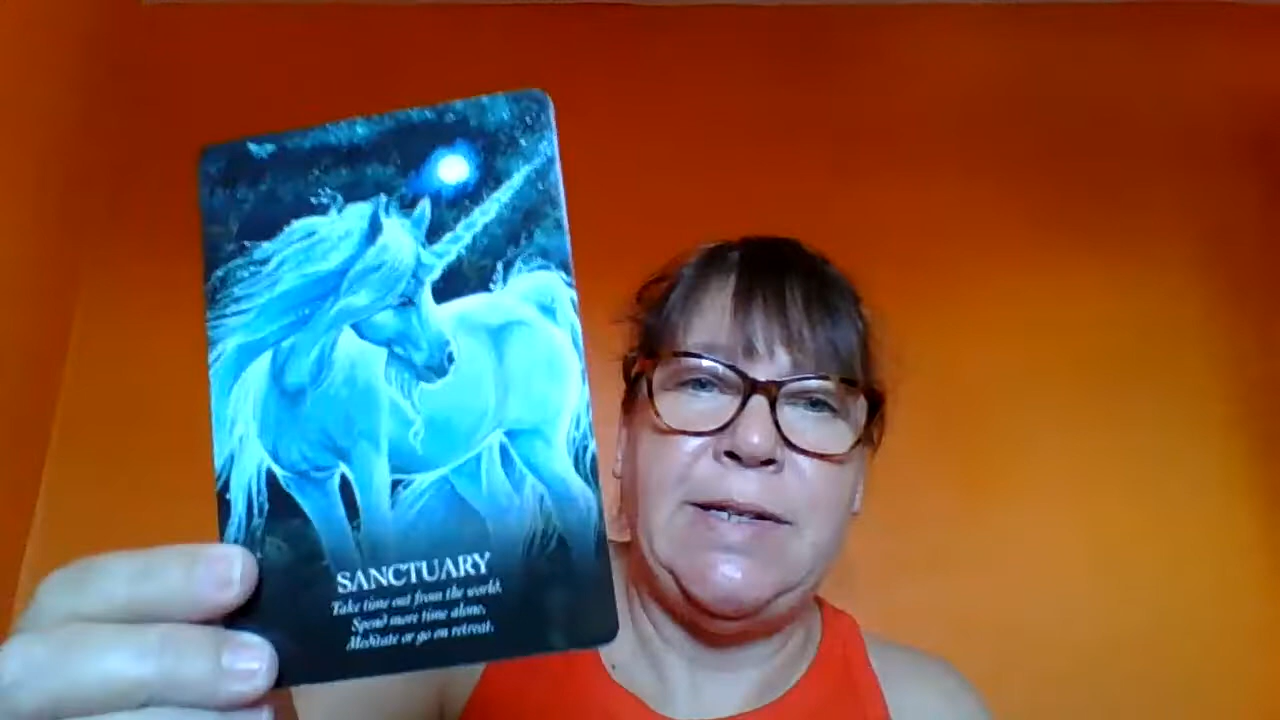 SANCTUARY
Take time out from the world.
Spend more time alone.
Meditate or go on retreat.